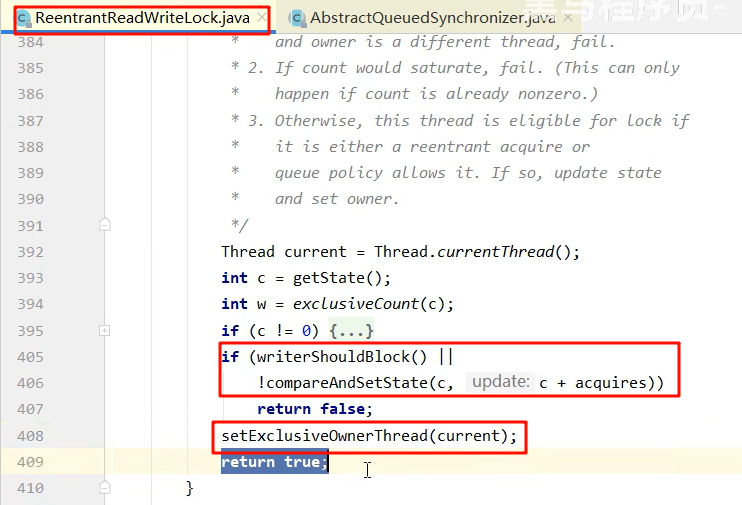 ReentrantReadWriteLock.java × AbstractQueuedSynchronizer.java ×
384 * and owner is a different thread, fail.
385 * 2. If count would saturate, fail. (This can only
386 * happen if count is already nonzero.)
387 * 3. Otherwise, this thread is eligible for lock if
388 * it is either a reentrant acquire or
389 * queue policy allows it. If so, update state
390 * and set owner.
391 */
392 Thread current = Thread.currentThread();
393 int c = getState();
394 int w = exclusiveCount(c);
395 if (c != 0) {...}
405 if (writerShouldBlock() ||
406 !compareAndSetState(c, update: c + acquires))
407 return false;
408 setExclusiveOwnerThread(current);
409 return true;
410 }